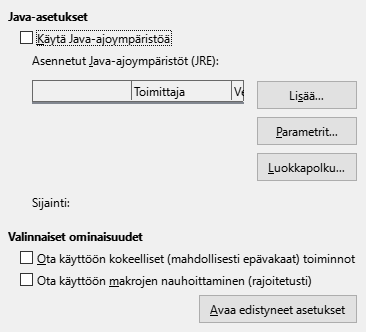 Java-asetukset
Käytä Java-ajoympäristöä
Asennetut Java-ajoympäristöt (JRE):
Toimittaja
Lisää...
Parametrit...
Luokkapolku...
Sijainti:
Valinnaiset ominaisuudet
Ota käyttöön kokeelliset (mahdollisesti epävakaat) toiminnot
Ota käyttöön makrojen nauhoittaminen (rajoitetusti)
Avaa edistyneet asetukset